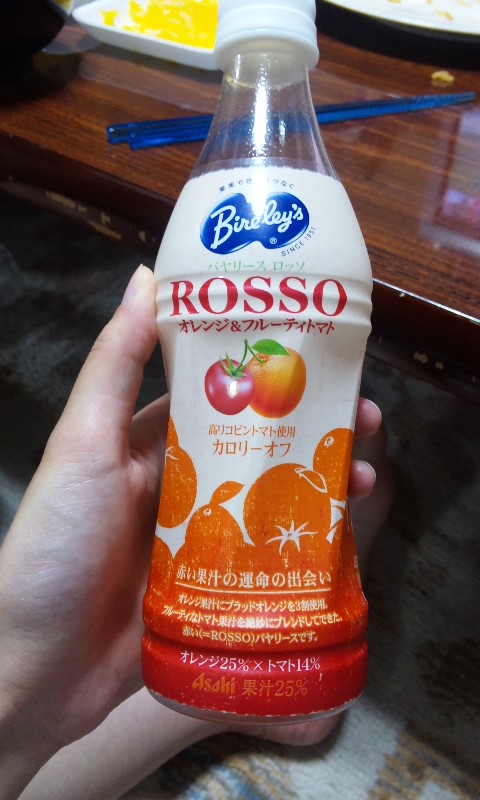 Bireley's
®
SINCE 1951
バヤリース ロッソ
ROSSO
オレンジ&フルーティトマト
高リコピントマト使用
カロリーオフ
赤い果汁の運命の出会い
オレンジ果汁にブラッドオレンジを3割使用。
フルーティなトマト果汁を絶妙にブレンドしてできた、
赤い(=ROSSO)バヤリースです。
オレンジ25%×トマト14%
Asahi 果汁25%